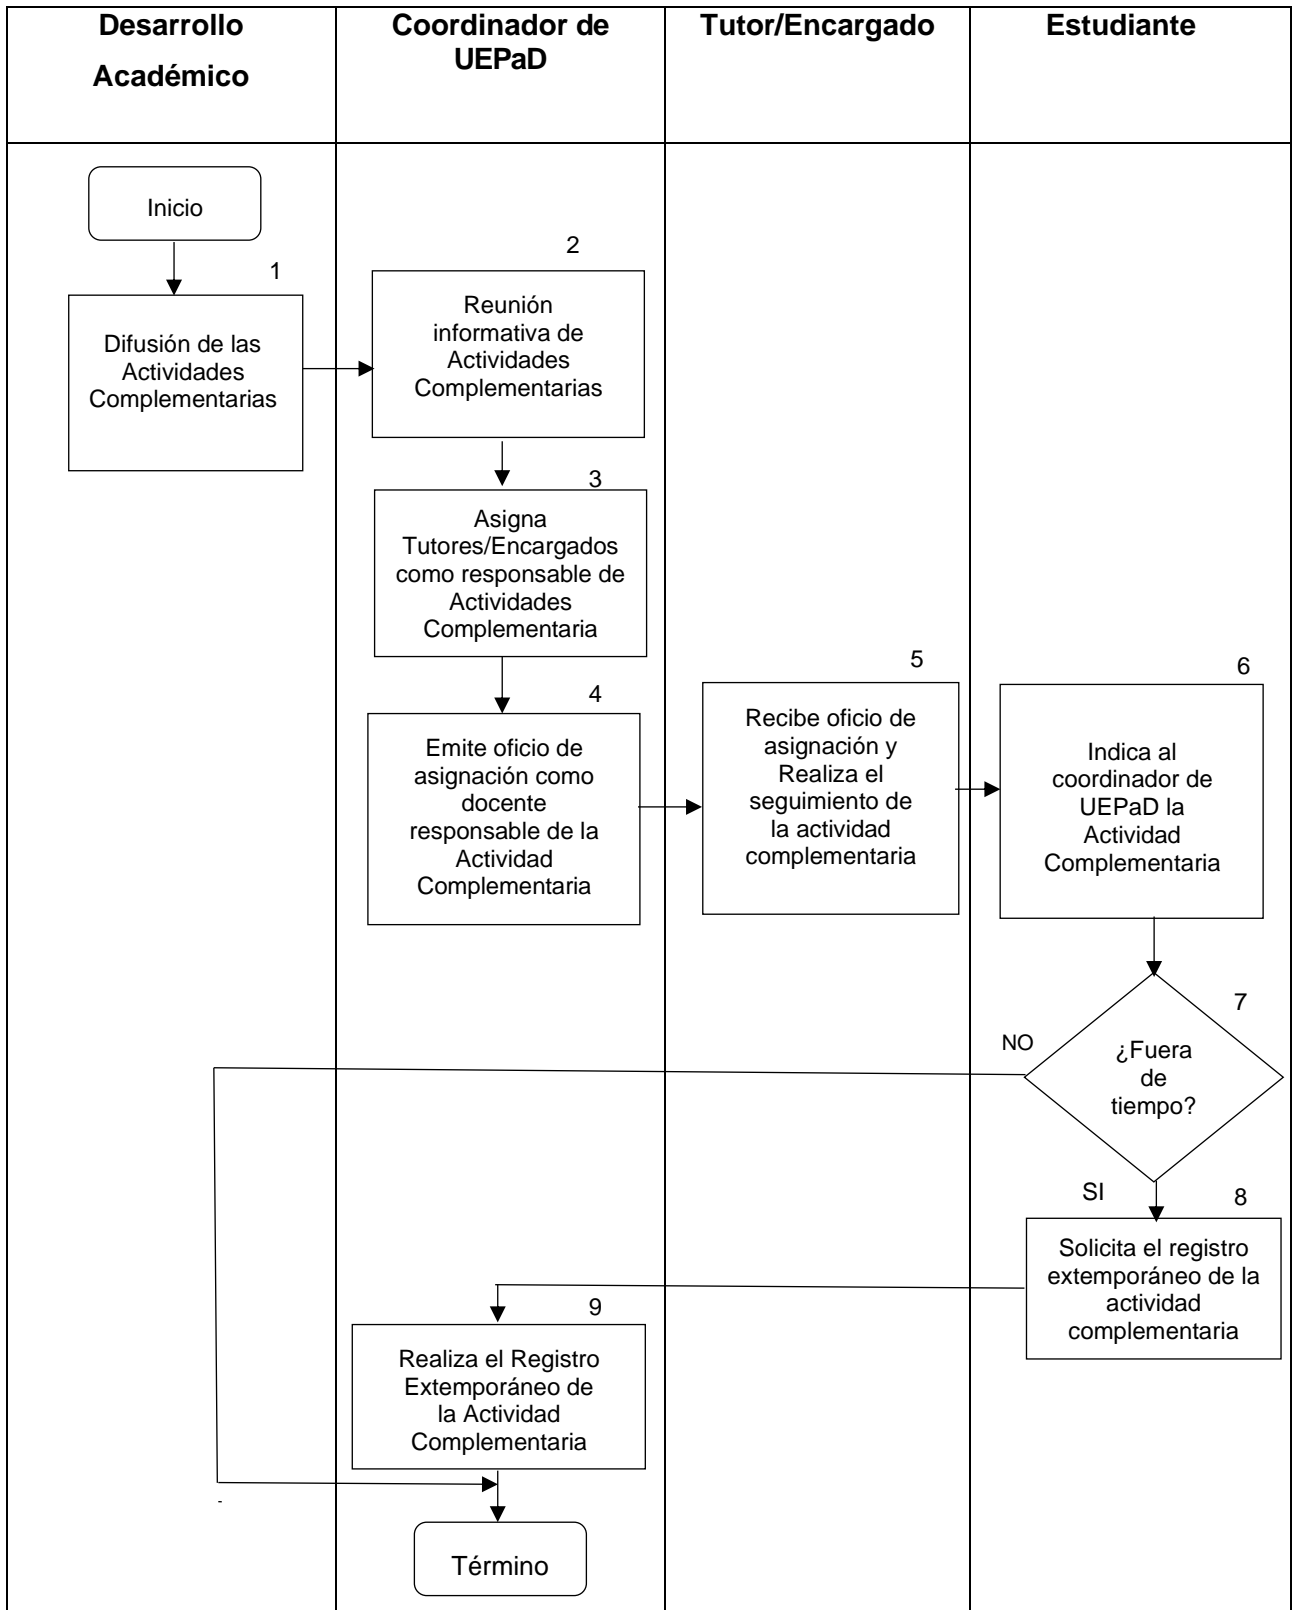 Desarrollo
Académico
Coordinador de
UEPaD
Tutor/Encargado
Estudiante
Inicio
1
Difusión de las
Actividades
Complementarias
2
Reunión
informativa de
Actividades
Complementarias
3
Asigna
Tutores/Encargados
como responsable de
Actividades
Complementaria
4
Emite oficio de
asignación como
docente
responsable de la
Actividad
Complementaria
5
Recibe oficio de
asignación y
Realiza el
seguimiento de
la actividad
complementaria
6
Indica al
coordinador de
UEPaD la
Actividad
Complementaria
7
¿Fuera
de
tiempo?
NO
SI
8
Solicita el registro
extemporáneo de la
actividad
complementaria
9
Realiza el Registro
Extemporáneo de
la Actividad
Complementaria
-
Término